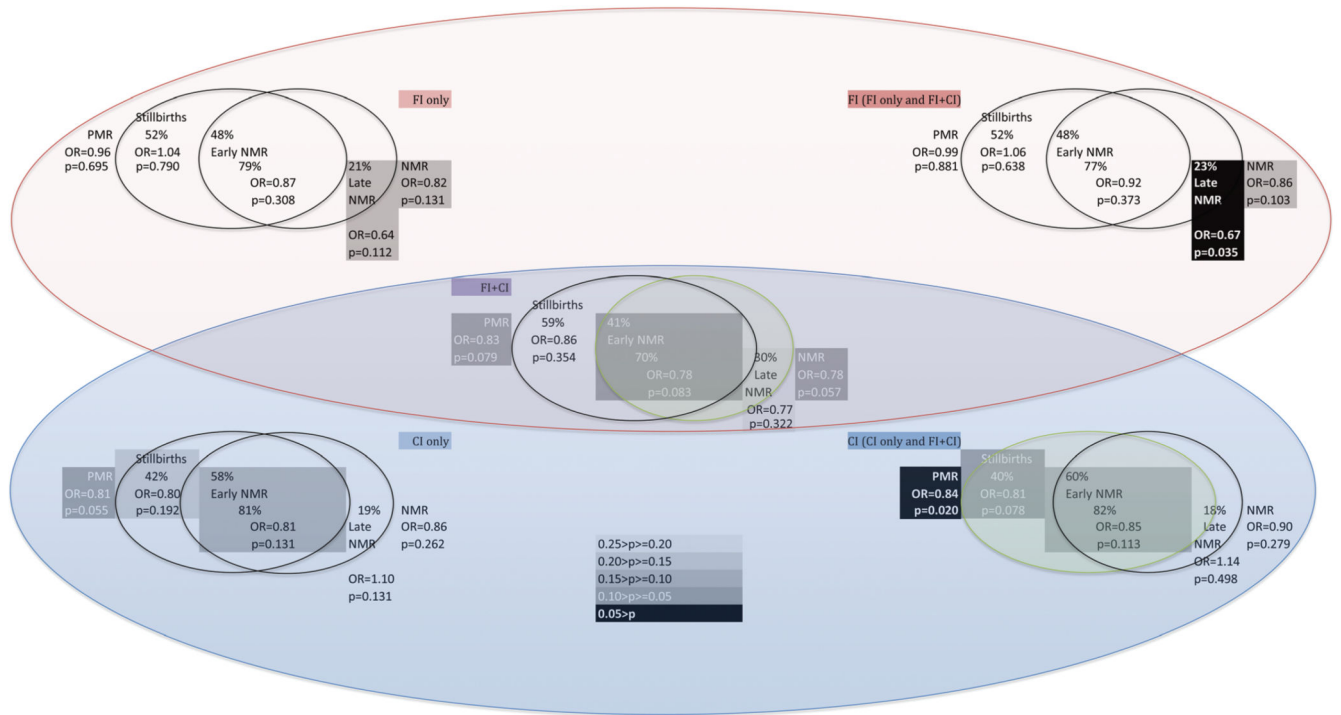 FI only
Stillbirths
PMR 52% 48%
OR=0.96 OR=1.04 Early NMR
p=0.695 p=0.790 79% 21% NMR
OR=0.87 Late OR=0.82
p=0.308 NMR p=0.131
OR=0.64
p=0.112
FI (FI only and FI+CI)
Stillbirths
PMR 52% 48%
OR=0.99 OR=1.06 Early NMR
p=0.881 p=0.638 77% 23% NMR
OR=0.92 Late OR=0.86
p=0.373 NMR p=0.103
OR=0.67
p=0.035
FI+CI
Stillbirths
PMR 59% 41%
OR=0.83 OR=0.86 Early NMR
p=0.079 p=0.354 70% 30% NMR
OR=0.78 Late OR=0.78
p=0.083 NMR p=0.057
OR=0.77
p=0.322
CI only
Stillbirths
PMR 42% 58%
OR=0.81 OR=0.80 Early NMR
p=0.055 p=0.192 81% 19% NMR
OR=0.81 Late OR=0.86
p=0.131 NMR p=0.262
OR=1.10
p=0.131
CI (CI only and FI+CI)
Stillbirths
PMR 40% 60%
OR=0.84 OR=0.81 Early NMR
p=0.020 p=0.078 82% 18% NMR
OR=0.85 Late OR=0.90
p=0.113 NMR p=0.279
OR=1.14
p=0.498
0.25>p>=0.20
0.20>p>=0.15
0.15>p>=0.10
0.10>p>=0.05
0.05>p